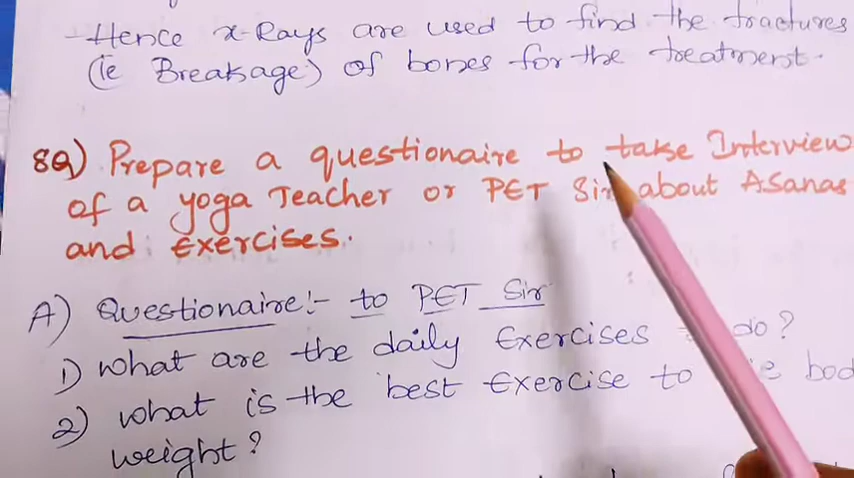 -Hence x-Rays are used to find the fractures
(ie Breakage) of bones for the treatment.
8Q) Prepare a questionaire to take Interview
of a yoga Teacher or PET Sir about Asanas
and Exercises.
A) Questionaire:- to PET Sir
1) What are the daily Exercises do?
2) what is the best Exercise to bod
weight?